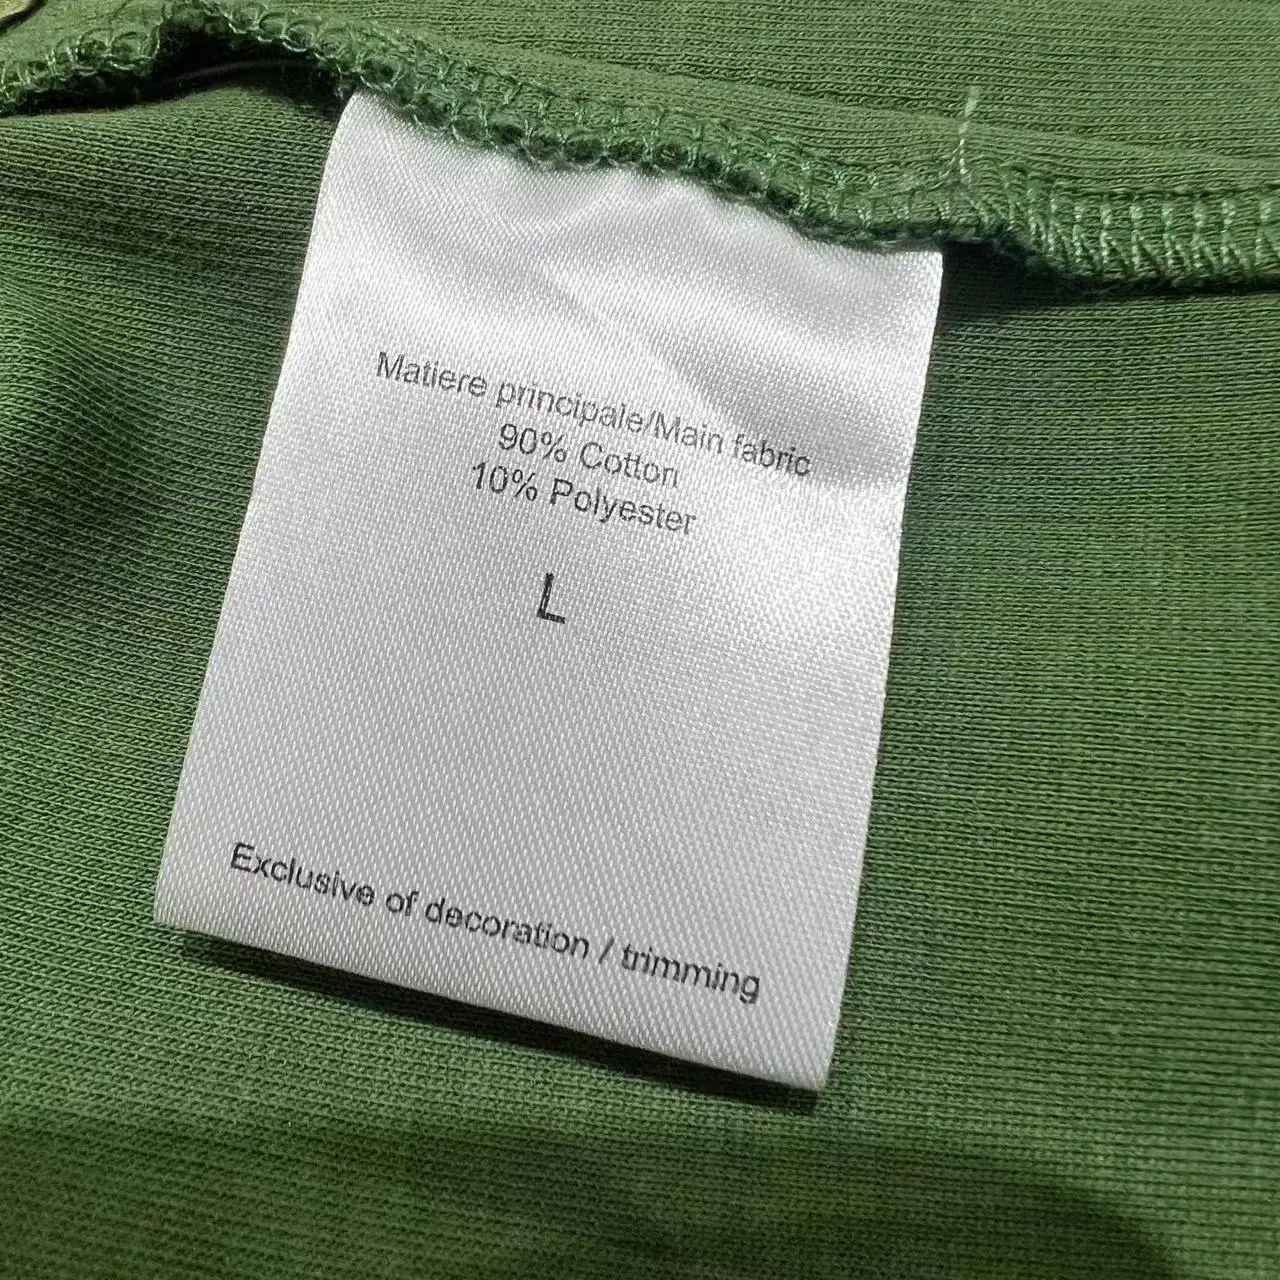 Matiere principale/Main fabric
90% Cotton
10% Polyester
L
Exclusive of decoration / trimming